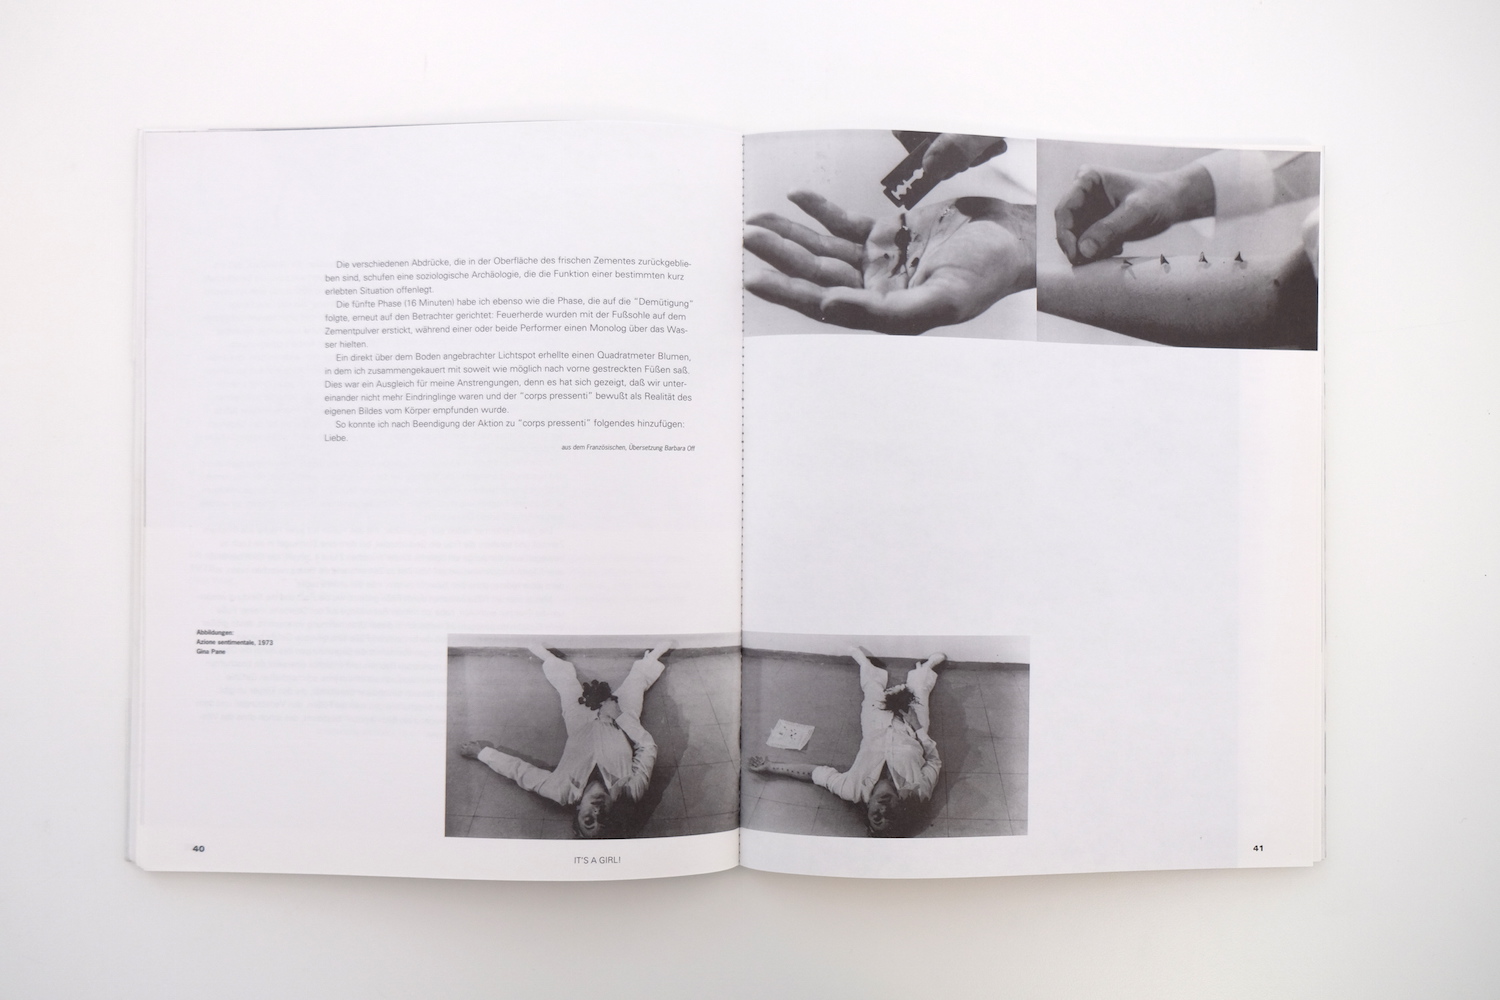 Die verschiedenen Abdrücke, die in der Oberfläche des frischen Zementes zurückgeblie-
ben sind, schufen eine soziologische Archäologie, die die Funktion einer bestimmten kurz
erlebten Situation offenlegt.
Die fünfte Phase (16 Minuten) habe ich ebenso wie die Phase, die auf die "Demütigung"
folgte, erneut auf den Betrachter gerichtet: Feuerherde wurden mit der Fußsohle auf dem
Zementpulver erstickt, während einer oder beide Performer einen Monolog über das Was-
ser hielten.
Ein direkt über dem Boden angebrachter Lichtspot erhellte einen Quadratmeter Blumen,
in dem ich zusammengekauert mit soweit wie möglich nach vorne gestreckten Füßen saß.
Dies war ein Ausgleich für meine Anstrengungen, denn es hat sich gezeigt, daß wir unter-
einander nicht mehr Eindringlinge waren und der "corps pressenti" bewußt als Realität des
eigenen Bildes vom Körper empfunden wurde.
So konnte ich nach Beendigung der Aktion zu "corps pressenti" folgendes hinzufügen:
Liebe.
aus dem Französischen, Übersetzung Barbara Off
Abbildungen:
Azione sentimentale, 1973
Gina Pane
40
IT'S A GIRL!
41